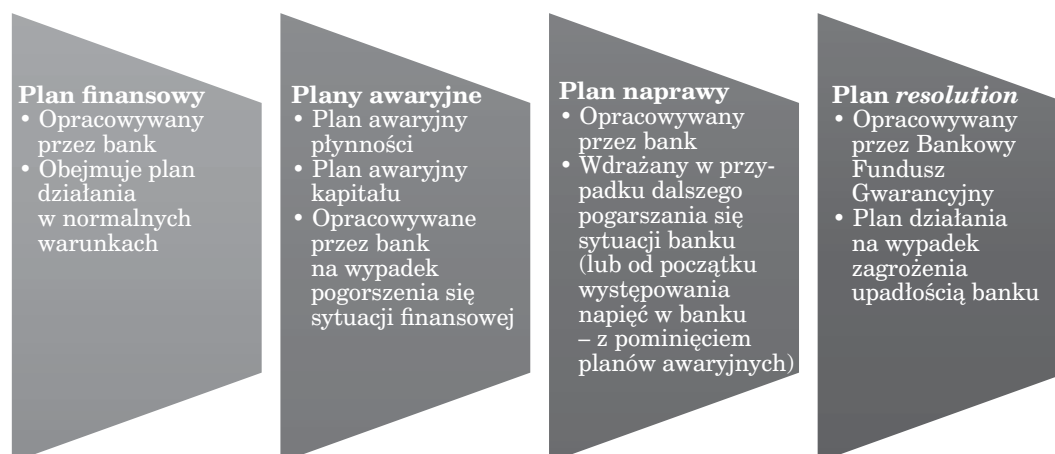 Plan finansowy
• Opracowywany
przez bank
• Obejmuje plan
działania
w normalnych
warunkach
Plany awaryjne
• Plan awaryjny
płynności
• Plan awaryjny
kapitału
• Opracowywane
przez bank
na wypadek
pogorszenia się
sytuacji finansowej
Plan naprawy
• Opracowywany
przez bank
• Wdrażany w przy-
padku dalszego
pogarszania się
sytuacji banku
(lub od początku
występowania
napięć w banku
– z pominięciem
planów awaryjnych)
Plan resolution
• Opracowywany
przez Bankowy
Fundusz
Gwarancyjny
• Plan działania
na wypadek
zagrożenia
upadłością banku